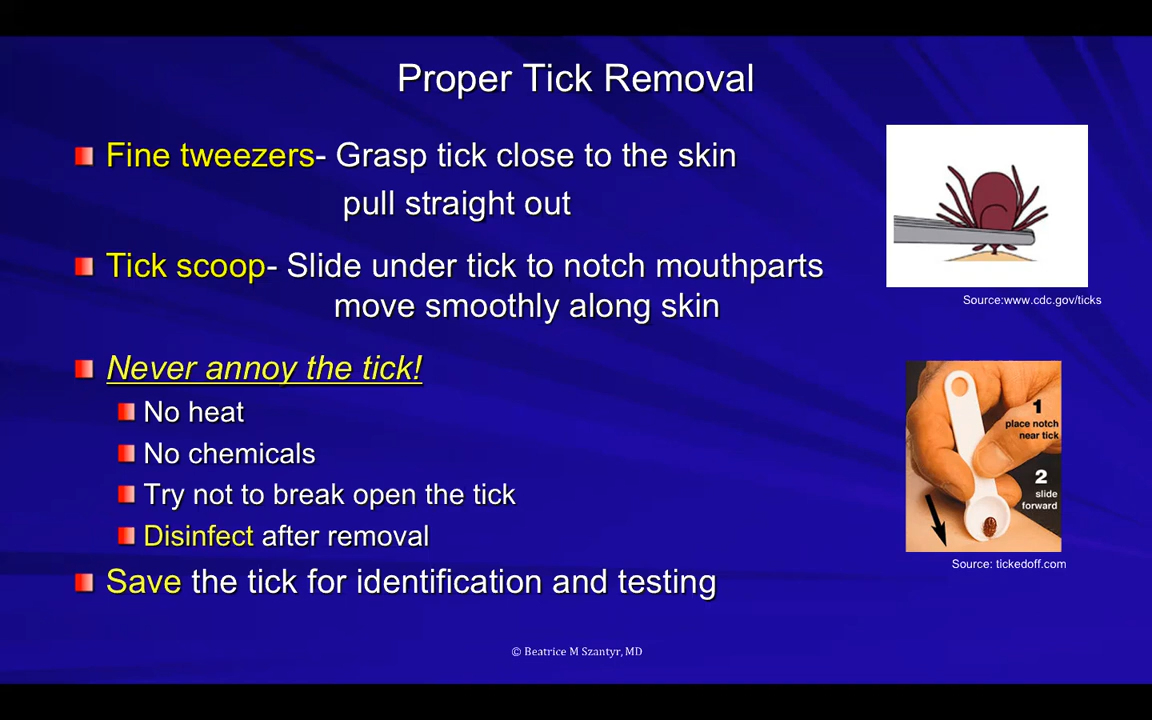 Proper Tick Removal
Fine tweezers- Grasp tick close to the skin
pull straight out
Tick scoop- Slide under tick to notch mouthparts
move smoothly along skin
Never annoy the tick!
No heat
No chemicals
Try not to break open the tick
Disinfect after removal
Save the tick for identification and testing
Source:www.cdc.gov/ticks
1
place notch
near tick
2
slide
forward
Source: tickedoff.com
© Beatrice M Szantyr, MD